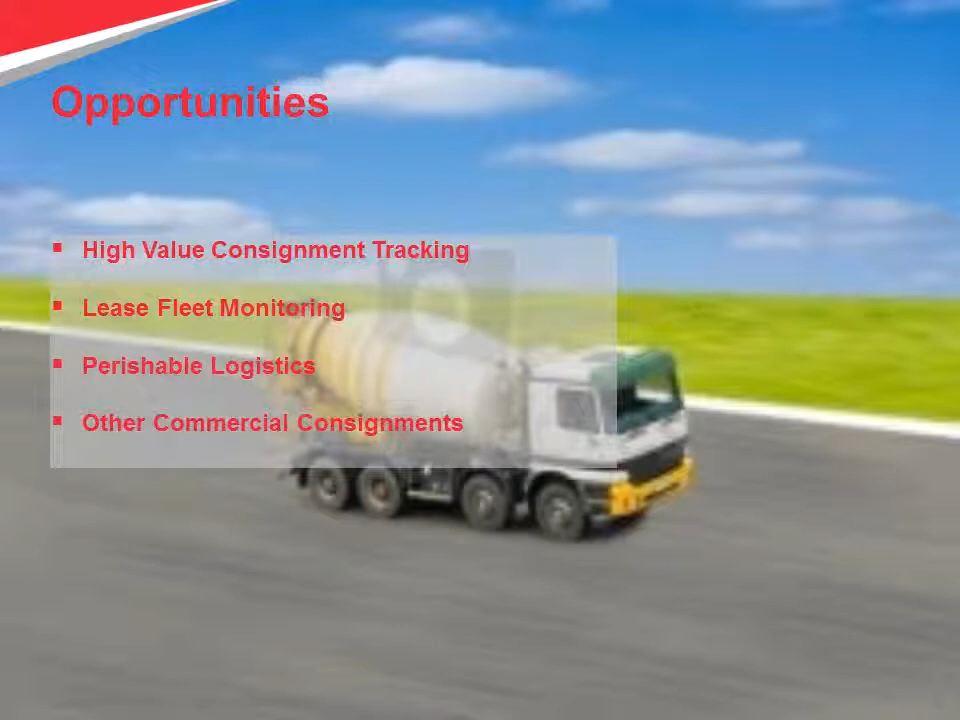 Opportunities
▪ High Value Consignment Tracking
▪ Lease Fleet Monitoring
▪ Perishable Logistics
▪ Other Commercial Consignments